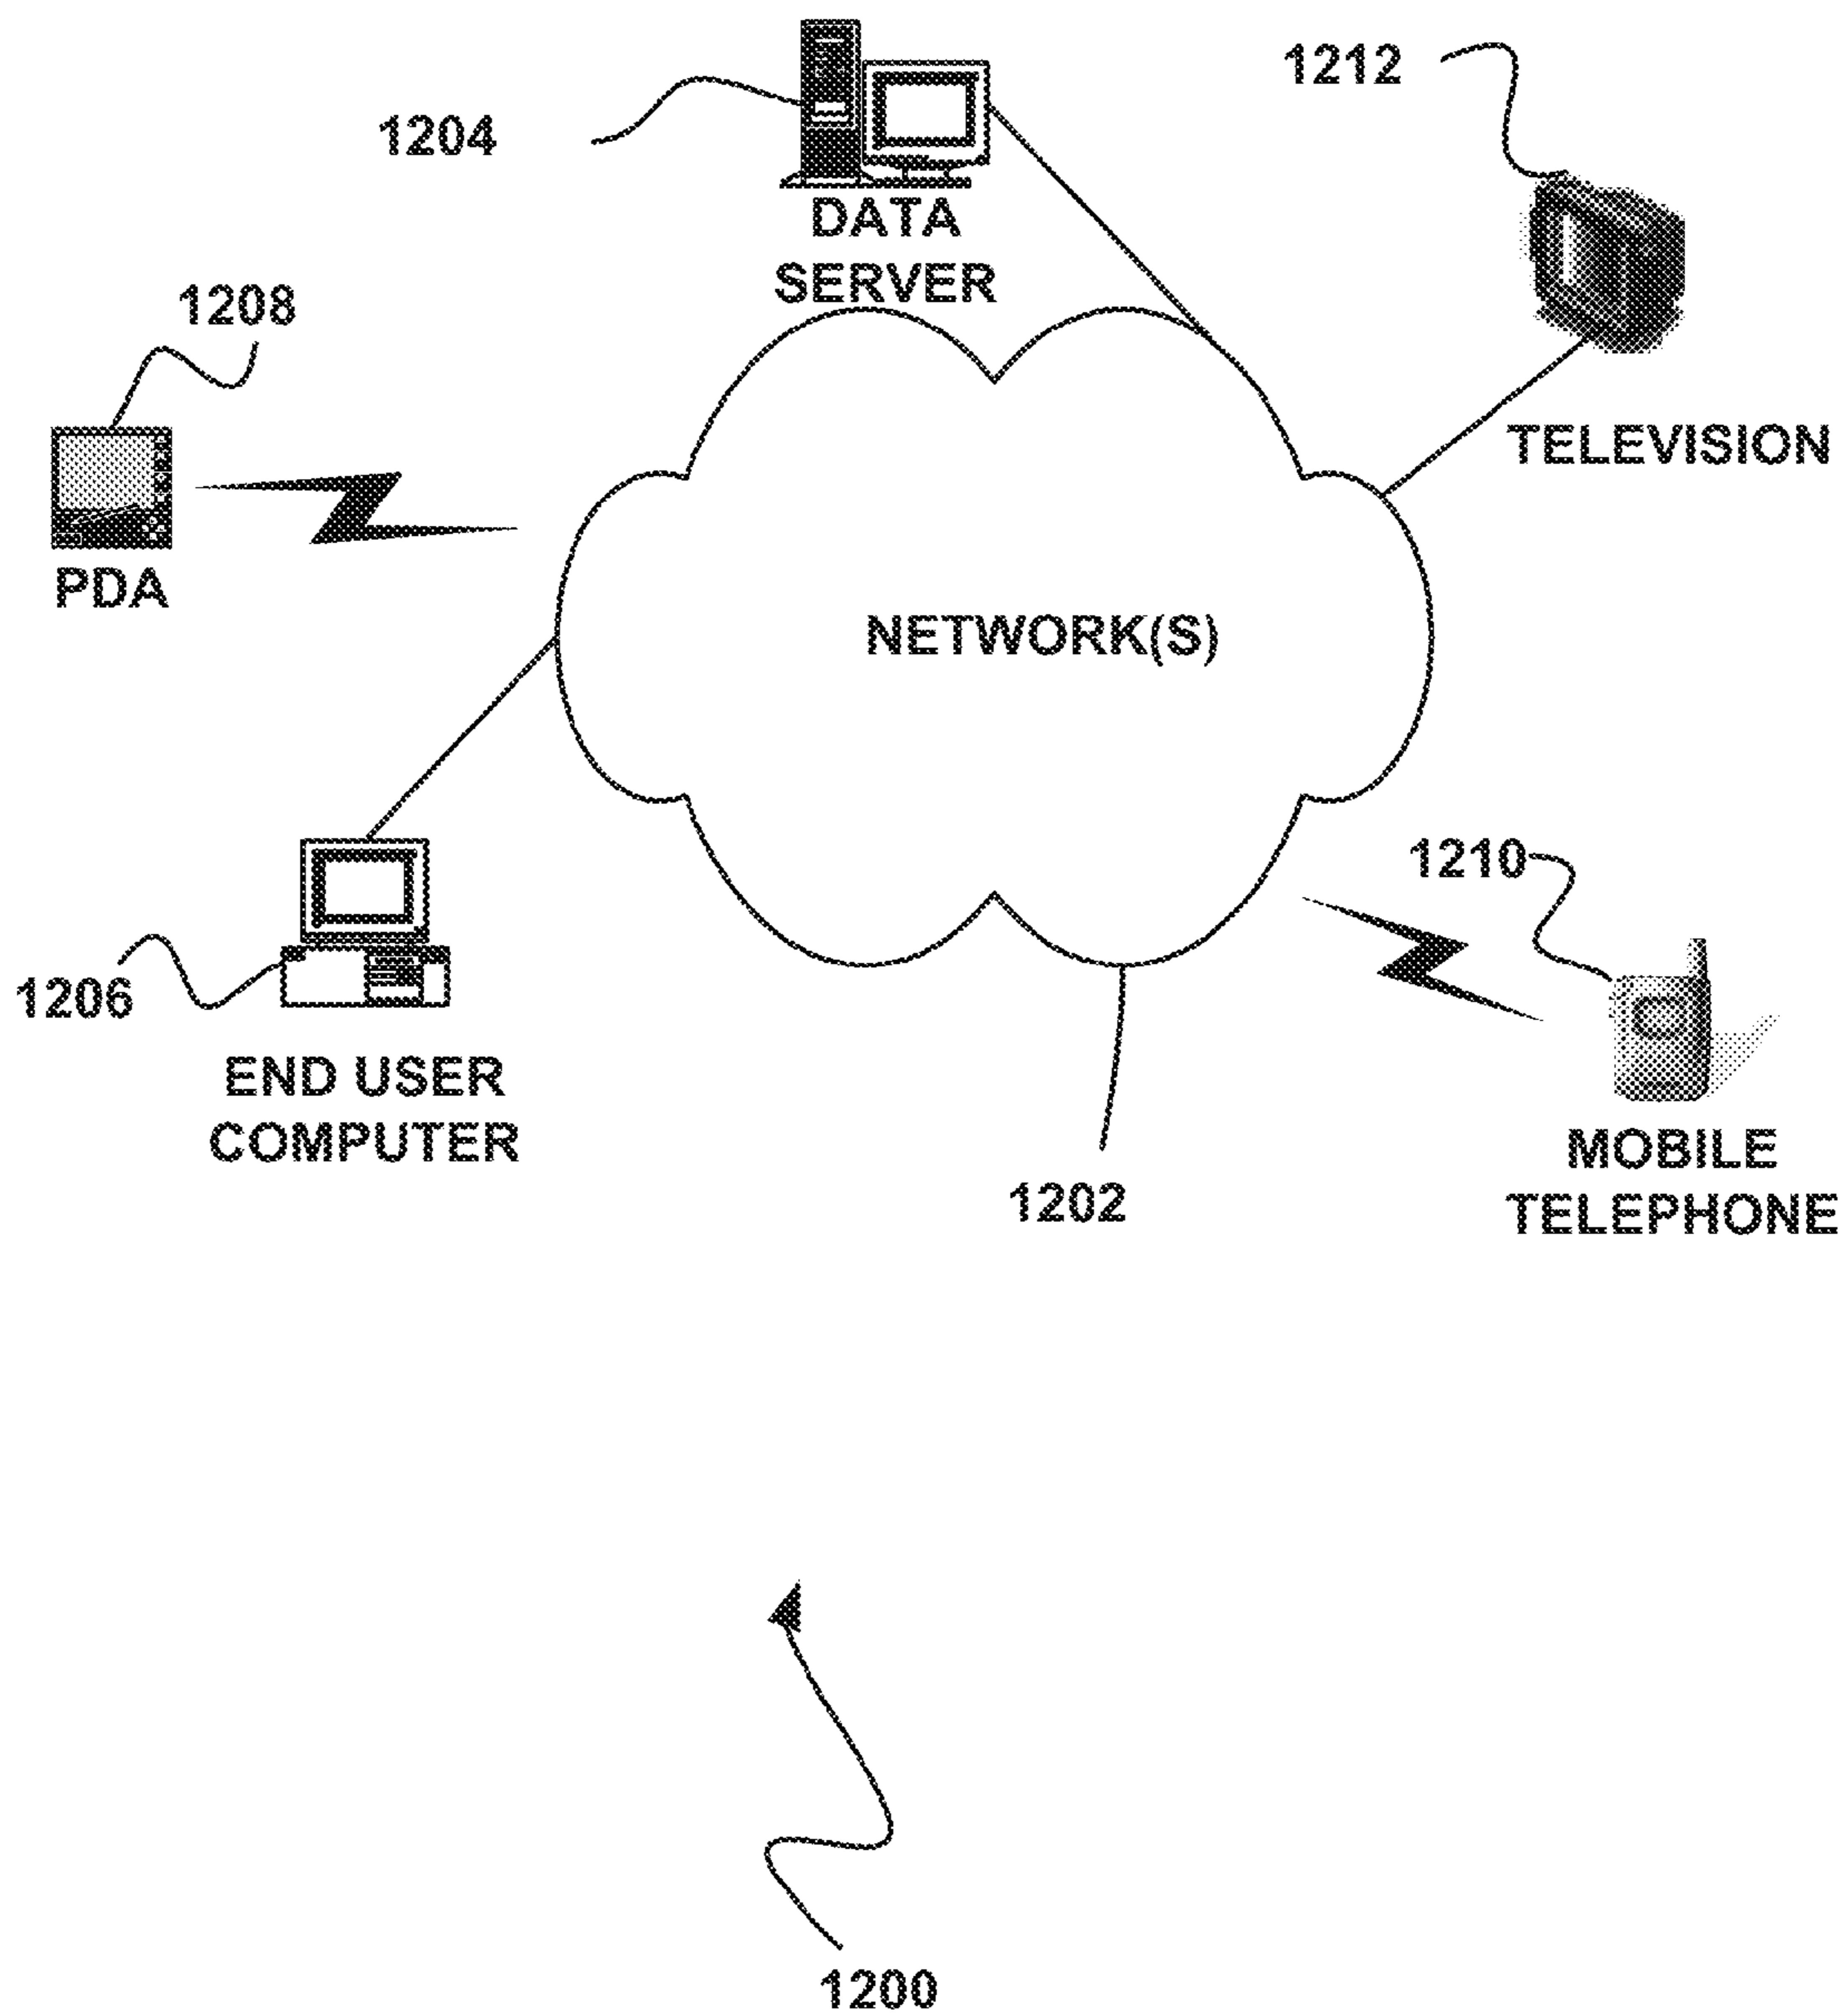 1204
1212
DATA
SERVER
1208
TELEVISION
PDA
NETWORK(S)
1210
1206
END USER
COMPUTER
1202
MOBILE
TELEPHONE
1200